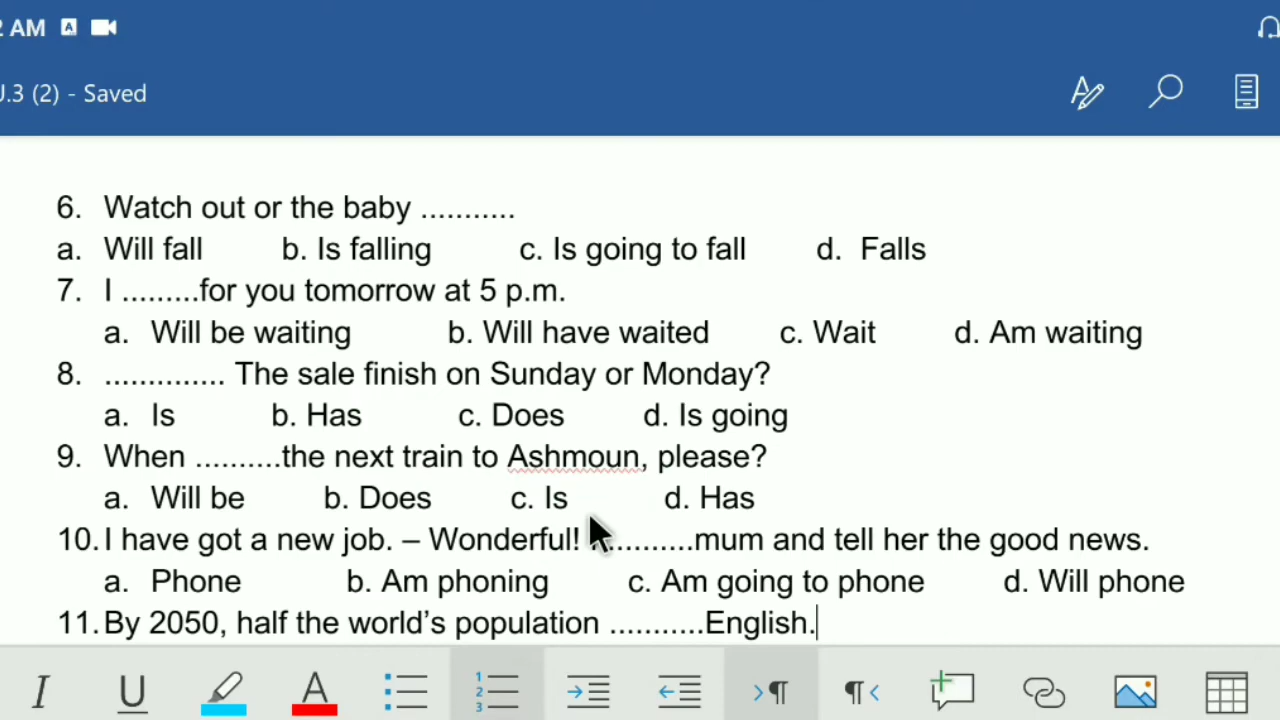 2 AM
J.3 (2) - Saved
6. Watch out or the baby ...........
a. Will fall b. Is falling c. Is going to fall d. Falls
7. I .........for you tomorrow at 5 p.m.
a. Will be waiting b. Will have waited c. Wait d. Am waiting
8. .............. The sale finish on Sunday or Monday?
a. Is b. Has c. Does d. Is going
9. When ..........the next train to Ashmoun, please?
a. Will be b. Does c. Is d. Has
10. I have got a new job. – Wonderful! I ..........mum and tell her the good news.
a. Phone b. Am phoning c. Am going to phone d. Will phone
11. By 2050, half the world’s population ...........English.